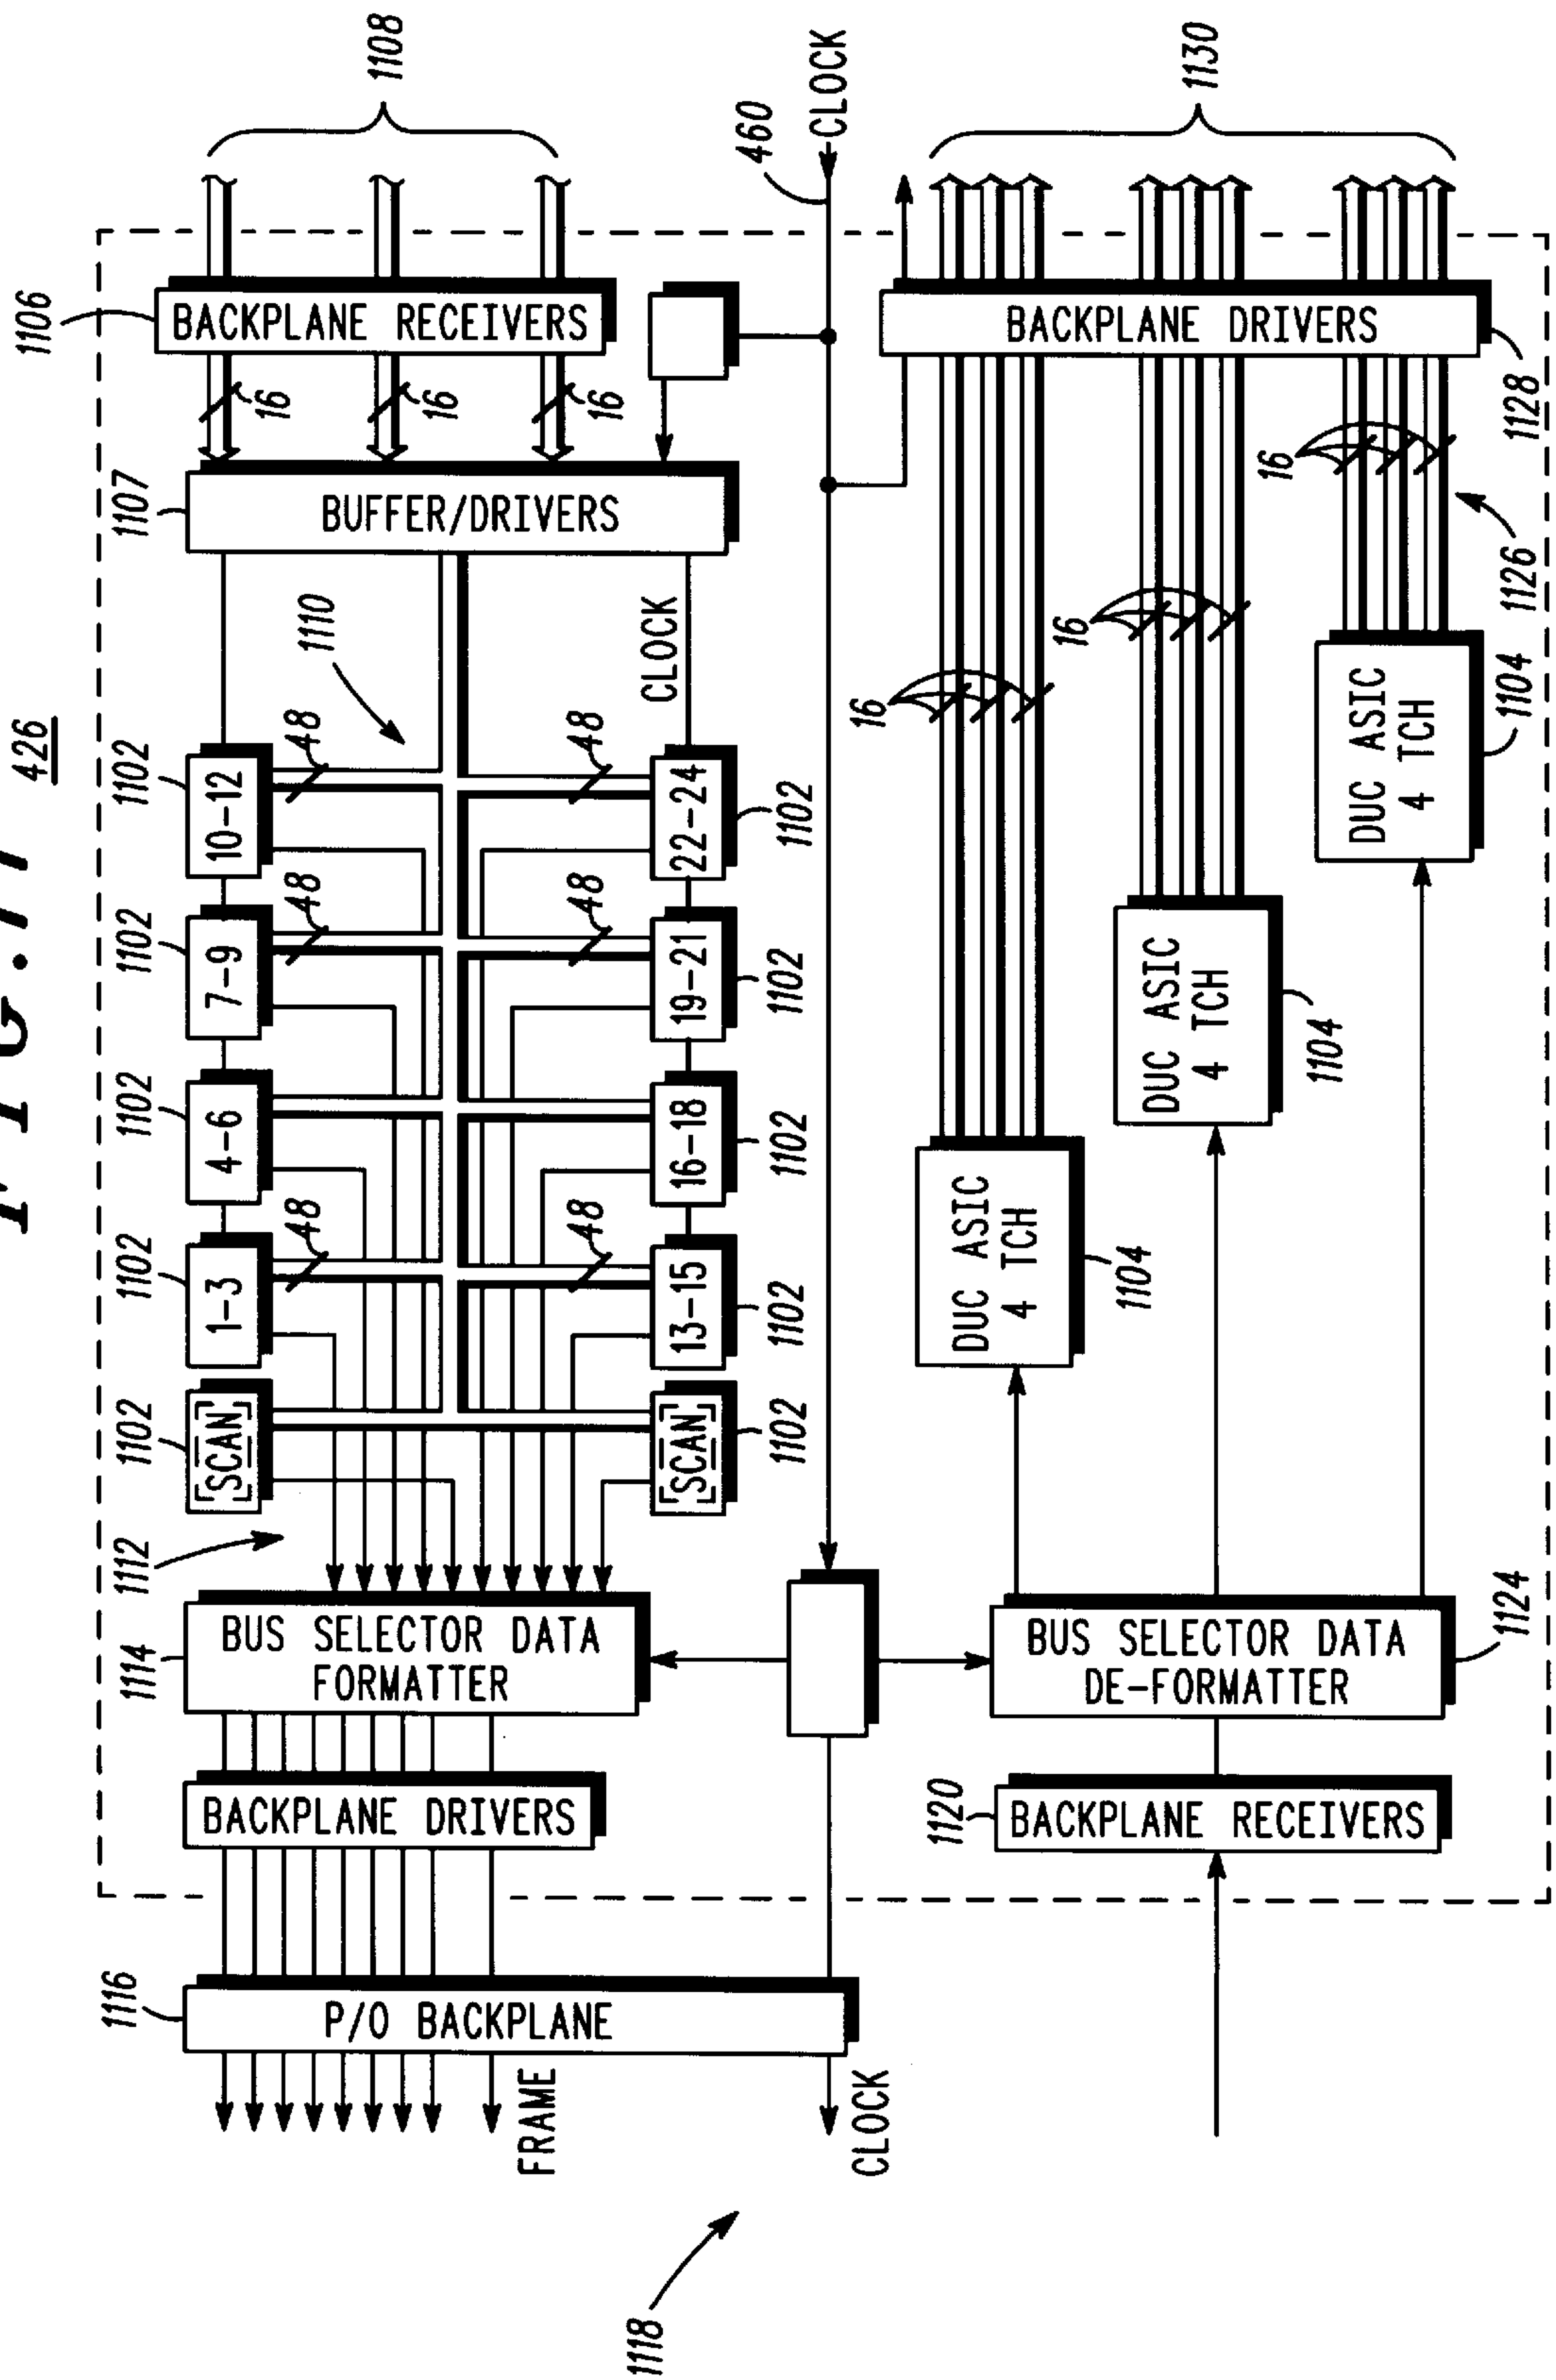 FIG.11
426
1106
1108
BACKPLANE RECEIVERS
16
16
16
1107
BUFFER/DRIVERS
1110
CLOCK
460
CLOCK
1102
1102
1102
1102
1102
[SCAN]
1-3
4-6
7-9
10-12
48
48
48
48
48
48
[SCAN]
13-15
16-18
19-21
22-24
1102
1102
1102
1102
1102
1112
1114
BUS SELECTOR DATA
FORMATTER
BACKPLANE DRIVERS
1116
P/O BACKPLANE
FRAME
CLOCK
1118
1120
BACKPLANE RECEIVERS
BUS SELECTOR DATA
DE-FORMATTER
1124
DUC ASIC
4 TCH
1104
DUC ASIC
4 TCH
1104
DUC ASIC
4 TCH
1104
16
16
16
1126
BACKPLANE DRIVERS
1128
1130